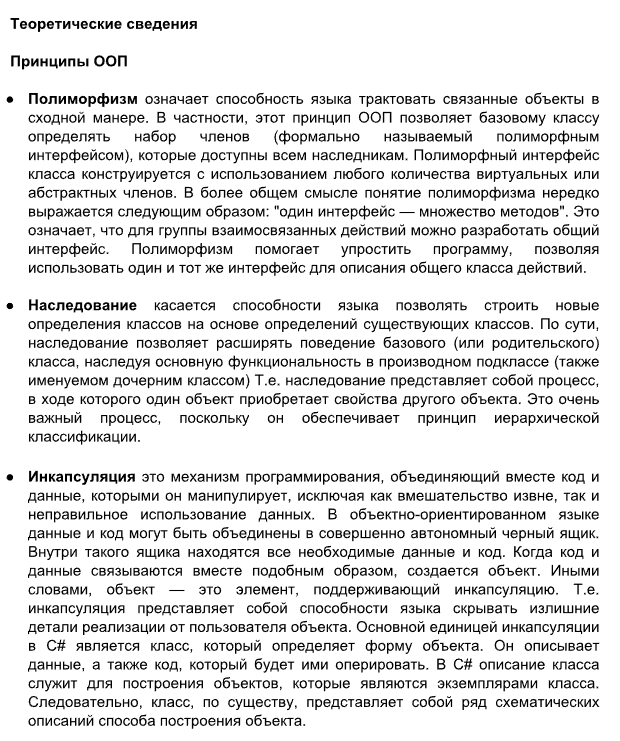 Теоретические сведения
Принципы ООП
● Полиморфизм означает способность языка трактовать связанные объекты в
сходной манере. В частности, этот принцип ООП позволяет базовому классу
определять набор членов (формально называемый полиморфным
интерфейсом), которые доступны всем наследникам. Полиморфный интерфейс
класса конструируется с использованием любого количества виртуальных или
абстрактных членов. В более общем смысле понятие полиморфизма нередко
выражается следующим образом: "один интерфейс — множество методов". Это
означает, что для группы взаимосвязанных действий можно разработать общий
интерфейс. Полиморфизм помогает упростить программу, позволяя
использовать один и тот же интерфейс для описания общего класса действий.
● Наследование касается способности языка позволять строить новые
определения классов на основе определений существующих классов. По сути,
наследование позволяет расширять поведение базового (или родительского)
класса, наследуя основную функциональность в производном подклассе (также
именуемом дочерним классом) Т.е. наследование представляет собой процесс,
в ходе которого один объект приобретает свойства другого объекта. Это очень
важный процесс, поскольку он обеспечивает принцип иерархической
классификации.
● Инкапсуляция это механизм программирования, объединяющий вместе код и
данные, которыми он манипулирует, исключая как вмешательство извне, так и
неправильное использование данных. В объектно-ориентированном языке
данные и код могут быть объединены в совершенно автономный черный ящик.
Внутри такого ящика находятся все необходимые данные и код. Когда код и
данные связываются вместе подобным образом, создается объект. Иными
словами, объект — это элемент, поддерживающий инкапсуляцию. Т.е.
инкапсуляция представляет собой способности языка скрывать излишние
детали реализации от пользователя объекта. Основной единицей инкапсуляции
в C# является класс, который определяет форму объекта. Он описывает
данные, а также код, который будет ими оперировать. В C# описание класса
служит для построения объектов, которые являются экземплярами класса.
Следовательно, класс, по существу, представляет собой ряд схематических
описаний способа построения объекта.